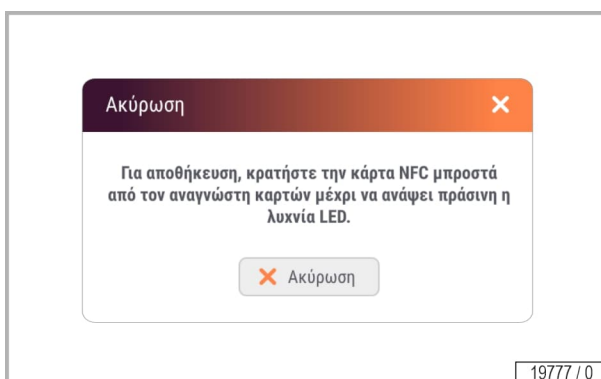 Ακύρωση
Για αποθήκευση, κρατήστε την κάρτα NFC μπροστά
από τον αναγνώστη καρτών μέχρι να ανάψει πράσινη η
λυχνία LED.
Ακύρωση
19777 / 0